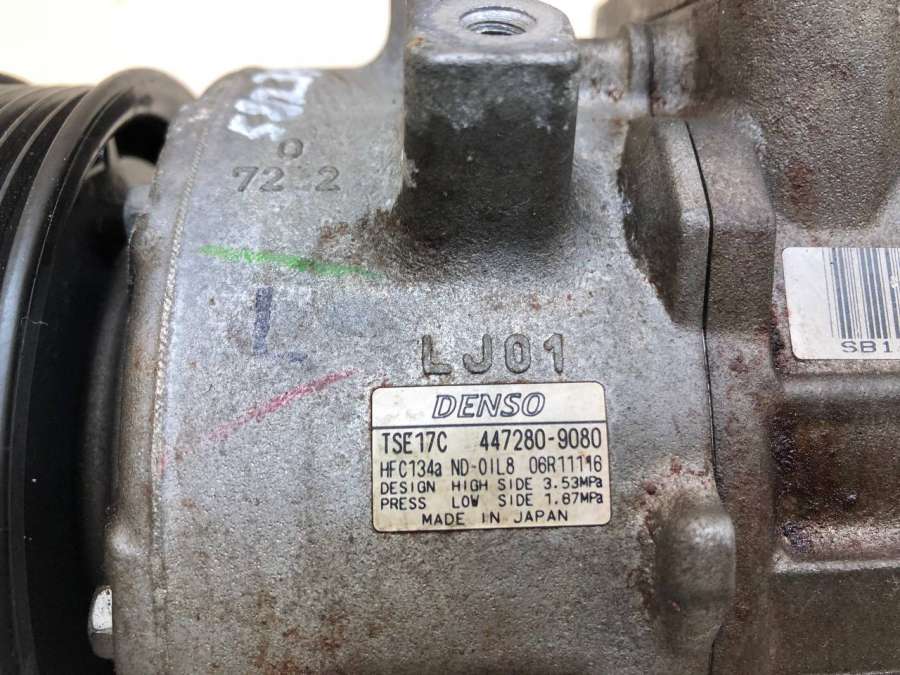 0
72 2
L
LJ01
DENSO
TSE17C 447280-9080
HFC134a ND-OIL8 06R11116
DESIGN HIGH SIDE 3.53MPa
PRESS LOW SIDE 1.67MPa
MADE IN JAPAN
SB1